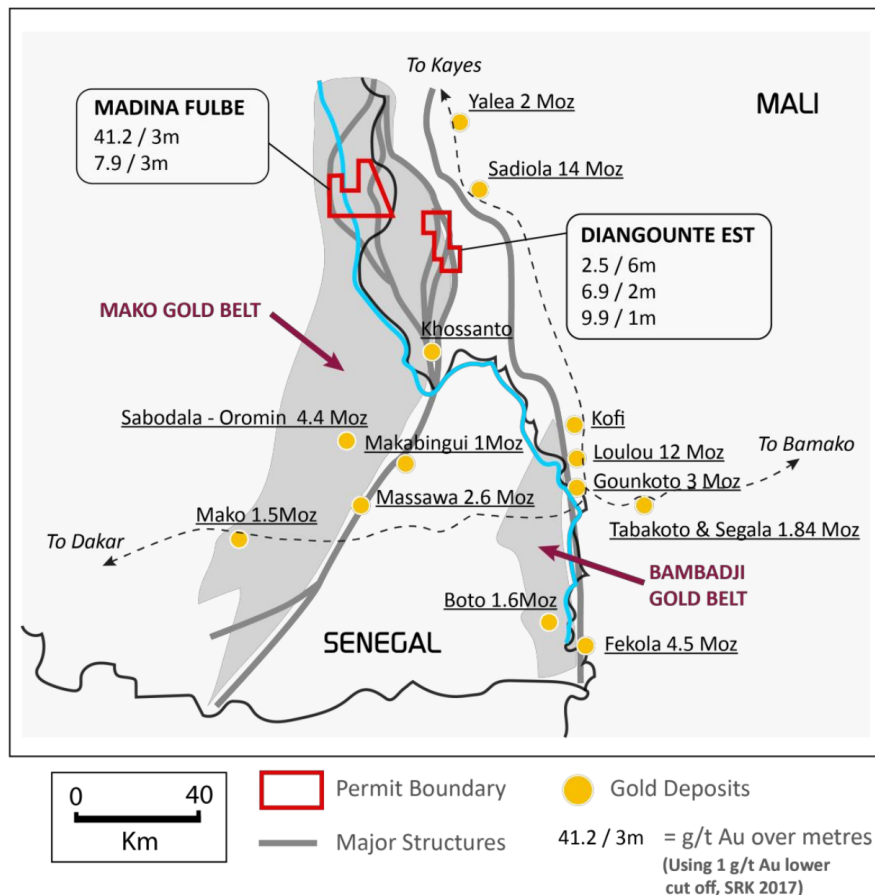 To Kayes
MADINA FULBE
41.2 / 3m
7.9 / 3m
Yalea 2 Moz
MALI
Sadiola 14 Moz
DIANGOUNTE EST
2.5 / 6m
6.9 / 2m
9.9 / 1m
MAKO GOLD BELT
Khossanto
Sabodala - Oromin 4.4 Moz
Kofi
Makabingui 1Moz
Loulou 12 Moz
To Bamako
Gounkoto 3 Moz
Massawa 2.6 Moz
Mako 1.5Moz
Tabakoto & Segala 1.84 Moz
To Dakar
BAMBADJI
GOLD BELT
Boto 1.6Moz
SENEGAL
Fekola 4.5 Moz
0 40
Km
Permit Boundary
Gold Deposits
Major Structures
41.2 / 3m = g/t Au over metres
(Using 1 g/t Au lower
cut off, SRK 2017)